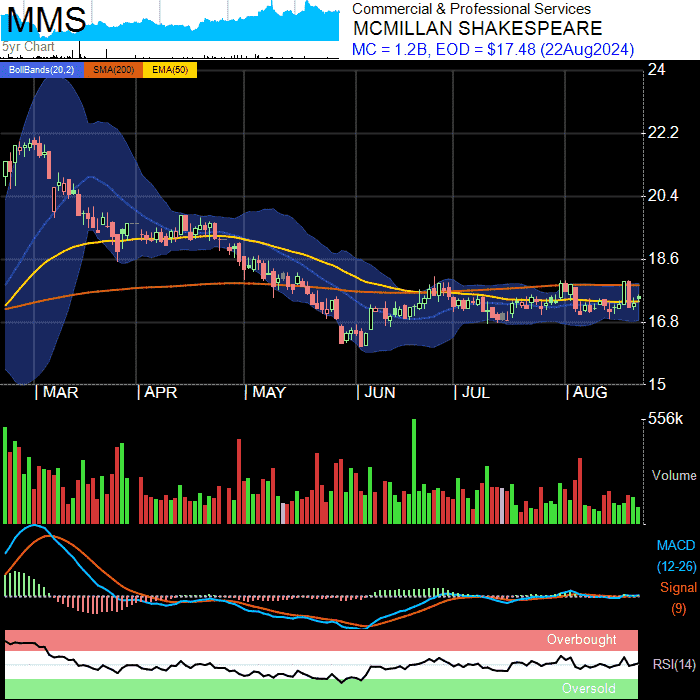 MMS
5yr Chart
Commercial & Professional Services
MCMILLAN SHAKESPEARE
MC = 1.2B, EOD = $17.48 (22Aug2024)
BollBands(20,2) SMA(200) EMA(50)
24
22.2
20.4
18.6
16.8
15
MAR APR MAY JUN JUL AUG
556k
Volume
MACD
(12-26)
Signal
(9)
Overbought
RSI(14)
Oversold